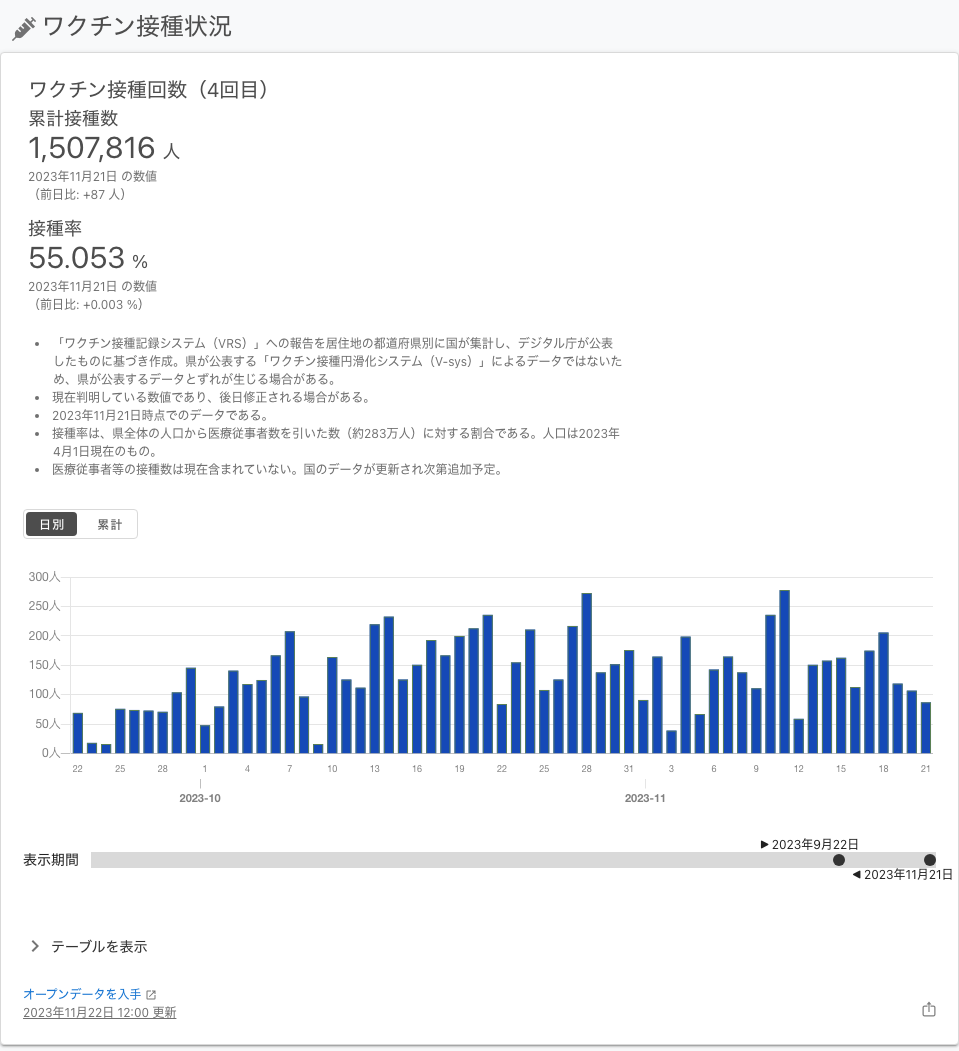 ワクチン接種状況
ワクチン接種回数（4回目）
累計接種数
1,507,816 人
2023年11月21日 の数値
（前日比: +87 人）
接種率
55.053 %
2023年11月21日 の数値
（前日比: +0.003 %）
• 「ワクチン接種記録システム（VRS）」への報告を居住地の都道府県別に国が集計し、デジタル庁が公表
したものに基づき作成。県が公表する「ワクチン接種円滑化システム（V-sys）」によるデータではないた
め、県が公表するデータとずれが生じる場合がある。
• 現在判明している数値であり、後日修正される場合がある。
• 2023年11月21日時点でのデータである。
• 接種率は、県全体の人口から医療従事者数を引いた数（約283万人）に対する割合である。人口は2023年
4月1日現在のもの。
• 医療従事者等の接種数は現在含まれていない。国のデータが更新され次第追加予定。
日別 累計
300人
250人
200人
150人
100人
50人
0人
22 25 28 1 4 7 10 13 16 19 22 25 28 31 3 6 9 12 15 18 21
2023-10 2023-11
▶ 2023年9月22日
表示期間
◀ 2023年11月21日
テーブルを表示
オープンデータを入手
2023年11月22日 12:00 更新